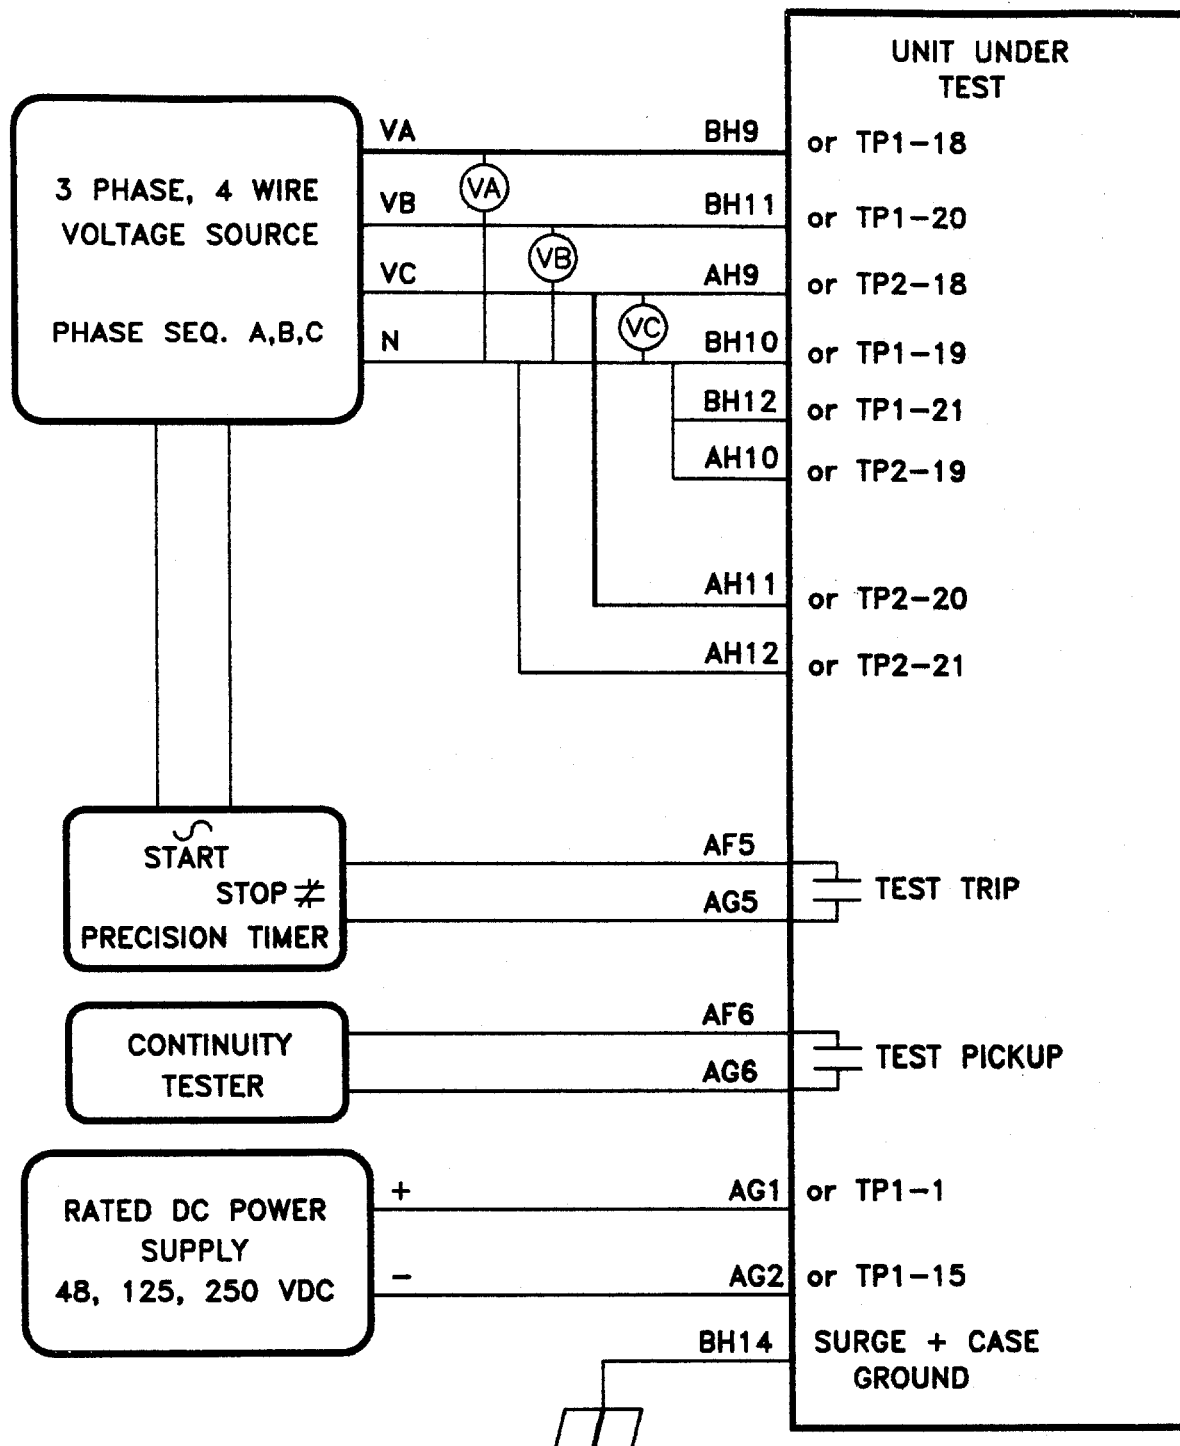 UNIT UNDER
TEST
3 PHASE, 4 WIRE
VOLTAGE SOURCE
PHASE SEQ. A,B,C
VA
VA
BH9
or TP1-18
VB
VB
BH11
or TP1-20
VC
VC
AH9
or TP2-18
N
BH10
or TP1-19
BH12
or TP1-21
AH10
or TP2-19
AH11
or TP2-20
AH12
or TP2-21
START
STOP
PRECISION TIMER
AF5
AG5
TEST TRIP
CONTINUITY
TESTER
AF6
AG6
TEST PICKUP
RATED DC POWER
SUPPLY
48, 125, 250 VDC
+
AG1
or TP1-1
-
AG2
or TP1-15
BH14
SURGE + CASE
GROUND